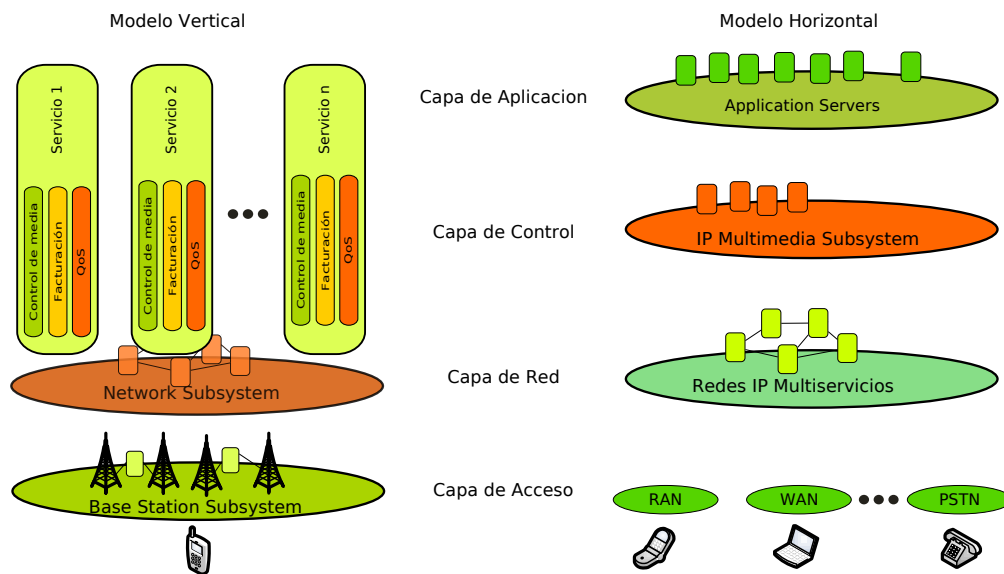 Modelo Vertical
Modelo Horizontal
Servicio 1
Control de media
Facturación
QoS
Servicio 2
Control de media
Facturación
QoS
Servicio n
Control de media
Facturación
QoS
Capa de Aplicacion
Application Servers
Capa de Control
IP Multimedia Subsystem
Network Subsystem
Capa de Red
Redes IP Multiservicios
Base Station Subsystem
Capa de Acceso
RAN
WAN
PSTN